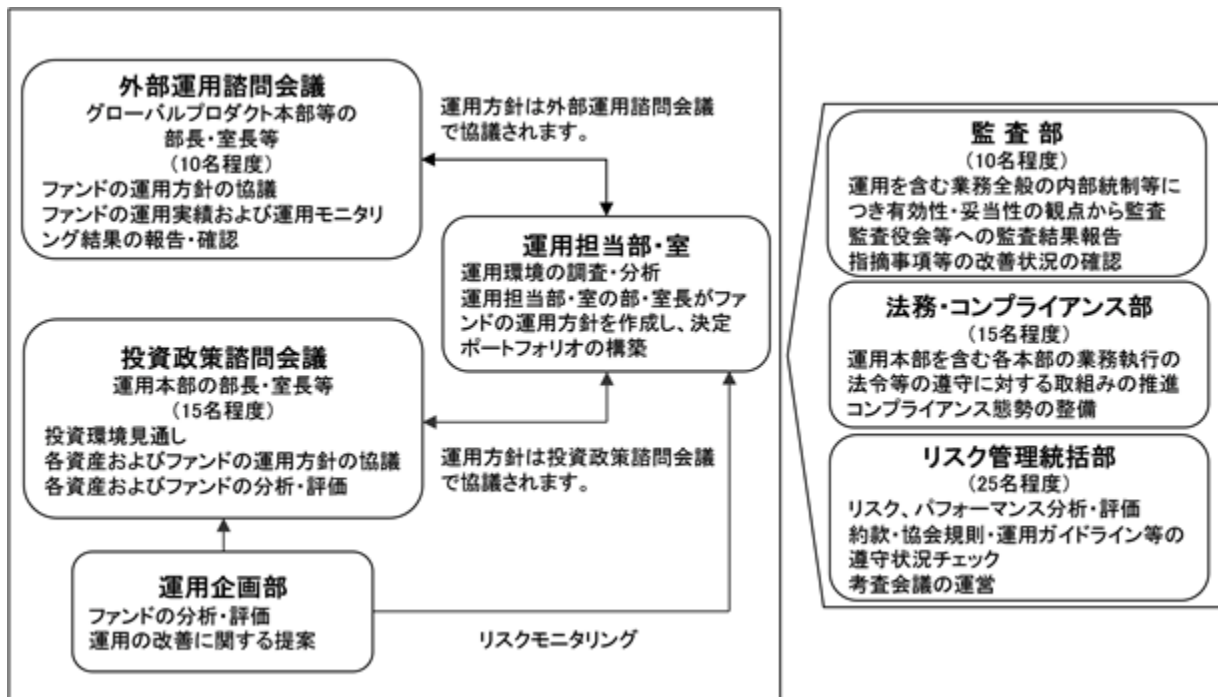 外部運用諮問会議
グローバルプロダクト本部等の
部長・室長等
(10名程度)
ファンドの運用方針の協議
ファンドの運用実績および運用モニタリ
ング結果の報告・確認
運用方針は外部運用諮問会議
で協議されます。
運用担当部・室
運用環境の調査・分析
運用担当部・室の部・室長がファ
ンドの運用方針を作成し、決定
ポートフォリオの構築
投資政策諮問会議
運用本部の部長・室長等
(15名程度)
投資環境見通し
各資産およびファンドの運用方針の協議
各資産およびファンドの分析・評価
運用方針は投資政策諮問会議
で協議されます。
運用企画部
ファンドの分析・評価
運用の改善に関する提案
リスクモニタリング
監 査 部
(10名程度)
運用を含む業務全般の内部統制等に
つき有効性・妥当性の観点から監査
監査役会等への監査結果報告
指摘事項等の改善状況の確認
法務・コンプライアンス部
(15名程度)
運用本部を含む各本部の業務執行の
法令等の遵守に対する取組みの推進
コンプライアンス態勢の整備
リスク管理統括部
(25名程度)
リスク、パフォーマンス分析・評価
約款・協会規則・運用ガイドライン等の
遵守状況チェック
考査会議の運営